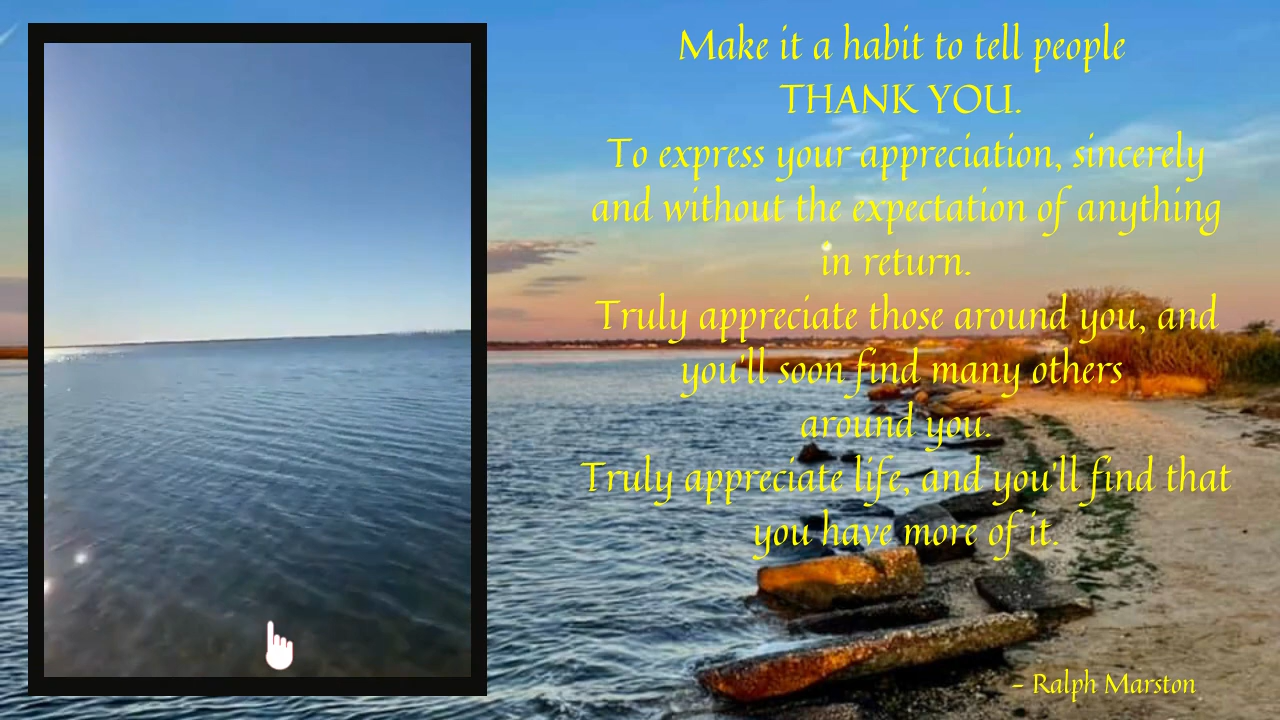 Make it a habit to tell people
THANK YOU.
To express your appreciation, sincerely
and without the expectation of anything
in return.
Truly appreciate those around you, and
you'll soon find many others
around you.
Truly appreciate life, and you'll find that
you have more of it.
- Ralph Marston